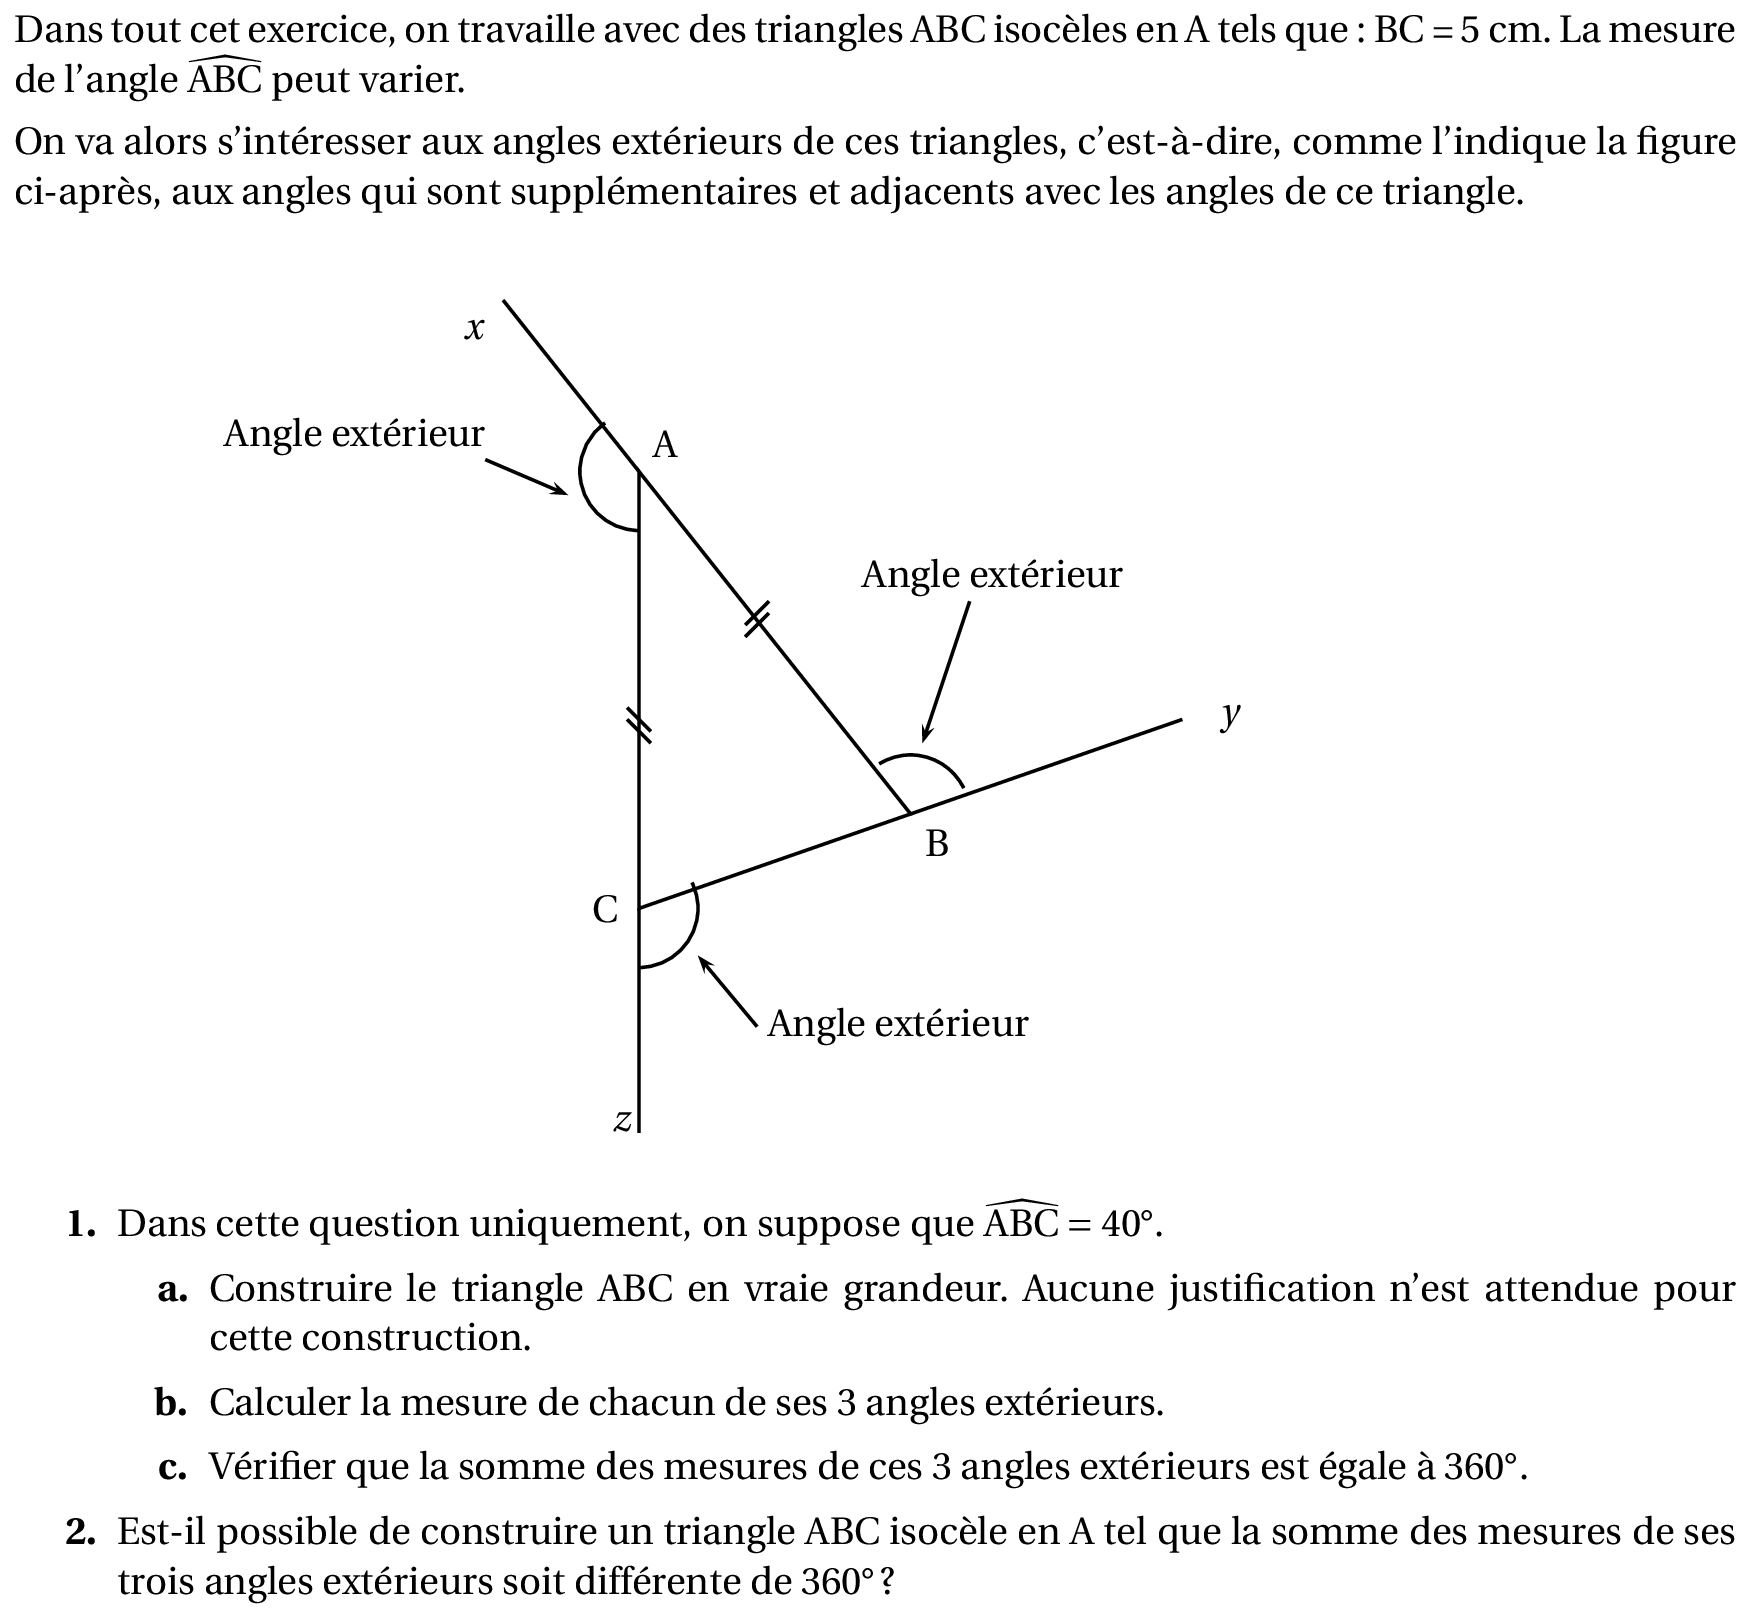 Dans tout cet exercice, on travaille avec des triangles ABC isocèles en A tels que : BC = 5 cm. La mesure
de l'angle $\widehat{\text{ABC}}$ peut varier.
On va alors s'intéresser aux angles extérieurs de ces triangles, c'est-à-dire, comme l'indique la figure
ci-après, aux angles qui sont supplémentaires et adjacents avec les angles de ce triangle.
x
Angle extérieur
A
Angle extérieur
y
B
C
Angle extérieur
z
1. Dans cette question uniquement, on suppose que $\widehat{\text{ABC}}$ = 40°.
a. Construire le triangle ABC en vraie grandeur. Aucune justification n'est attendue pour
cette construction.
b. Calculer la mesure de chacun de ses 3 angles extérieurs.
c. Vérifier que la somme des mesures de ces 3 angles extérieurs est égale à 360°.
2. Est-il possible de construire un triangle ABC isocèle en A tel que la somme des mesures de ses
trois angles extérieurs soit différente de 360° ?